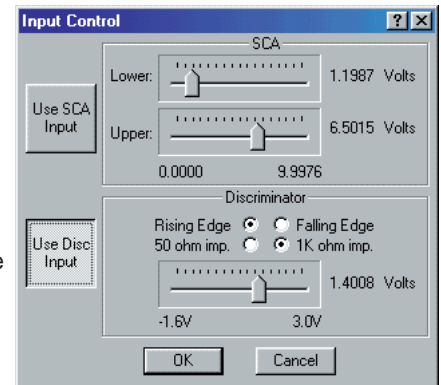 Input Control
SCA
Lower: 1.1987 Volts
Use SCA Input
Upper: 6.5015 Volts
0.0000 9.9976
Discriminator
Rising Edge Falling Edge
50 ohm imp. 1K ohm imp.
Use Disc Input
e
1.4008 Volts
-1.6V 3.0V
OK Cancel